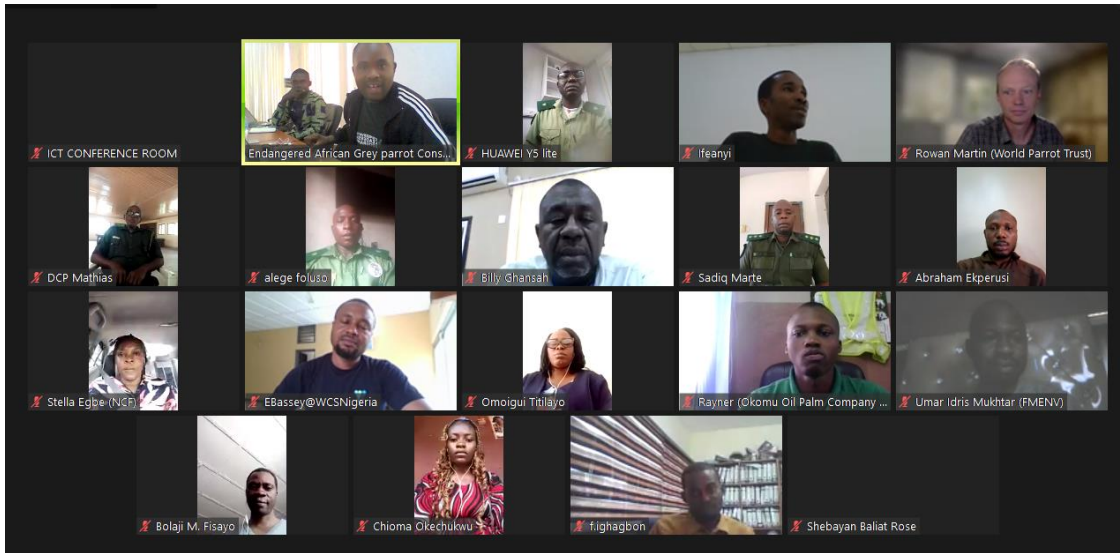 ICT CONFERENCE ROOM
Endangered African Grey parrot Cons...
HUAWEI Y5 lite
Ifeanyi
Rowan Martin (World Parrot Trust)
DCP Mathias
alege foluso
Billy Ghansah
Sadiq Marte
Abraham Ekperusi
Stella Egbe (NCF)
EBassey@WCSNigeria
Omoigui Titilayo
Rayner (Okomu Oil Palm Company ...
Umar Idris Mukhtar (FMENV)
Bolaji M. Fisayo
Chioma Okechukwu
f.ighagbon
Shebayan Baliat Rose